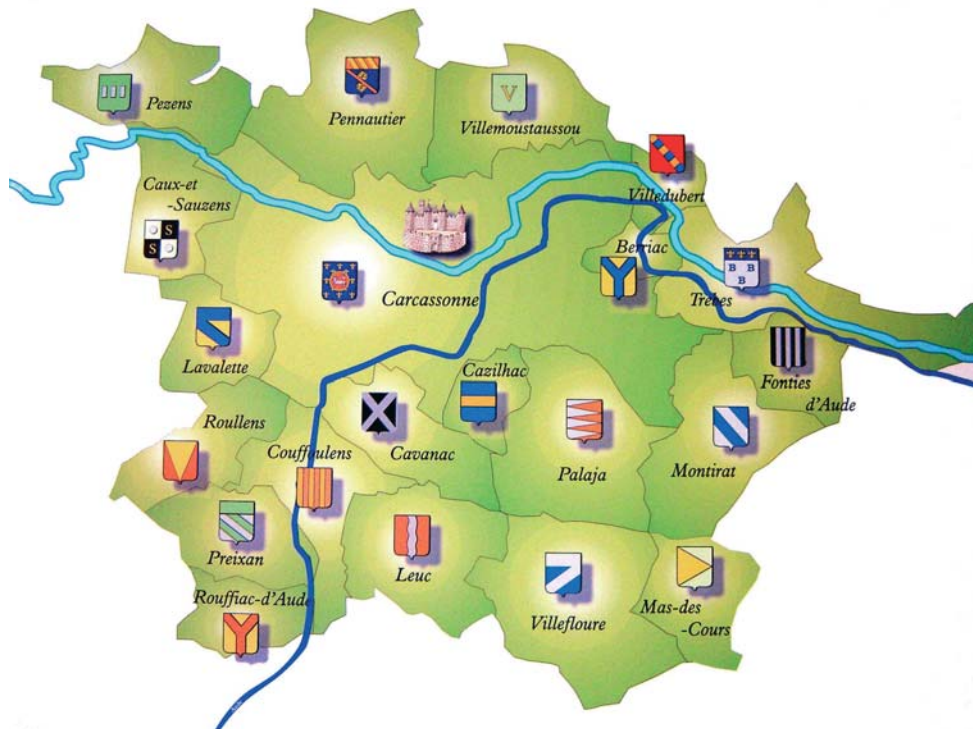 Pezens
Pennautier
V
Villemoustaussou
Caux-et
-Sauzens
S
S
Villedubert
Berriac
B B
B
Trèbes
Carcassonne
Lavalette
Cazilhac
Fonties
d'Aude
Roullens
Couffoulens
Cavanac
Palaja
Montirat
Preixan
Leuc
Rouffiac-d'Aude
Villefloure
Mas-des
-Cours